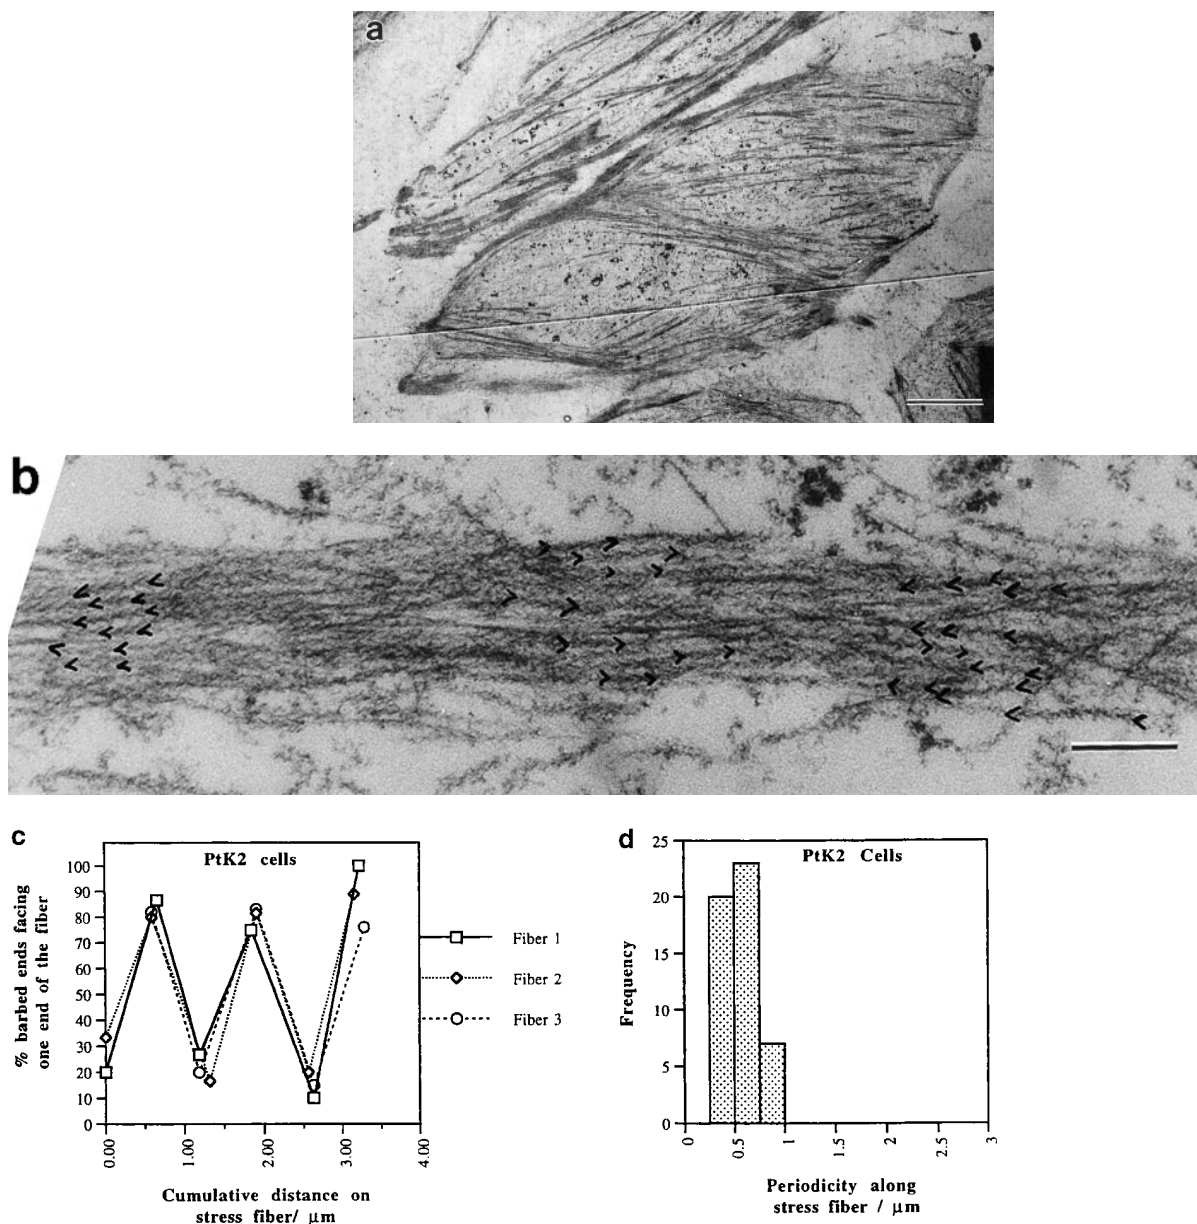 a
b
c
PtK2 cells
100
90
80
70
60
50
40
30
20
10
0
0.00
1.00
2.00
3.00
4.00
% barbed ends facing
one end of the fiber
Cumulative distance on
stress fiber/ μm
Fiber 1
Fiber 2
Fiber 3
d
PtK2 Cells
25
20
15
10
5
0
0
0.5
1
1.5
2
2.5
3
Frequency
Periodicity along
stress fiber / μm